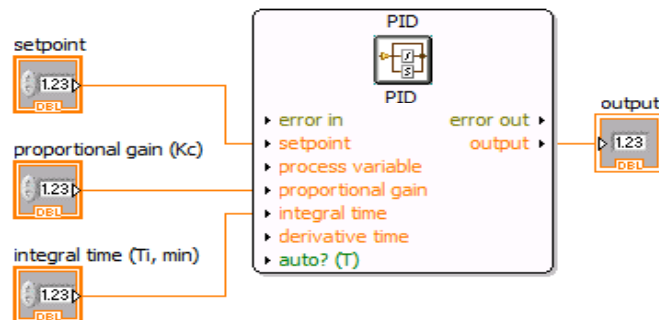 PID
PID
setpoint
1.23
DBL
proportional gain (Kc)
1.23
DBL
integral time (Ti, min)
1.23
DBL
error in error out
setpoint output
process variable
proportional gain
integral time
derivative time
auto? (T)
output
1.23
DBL